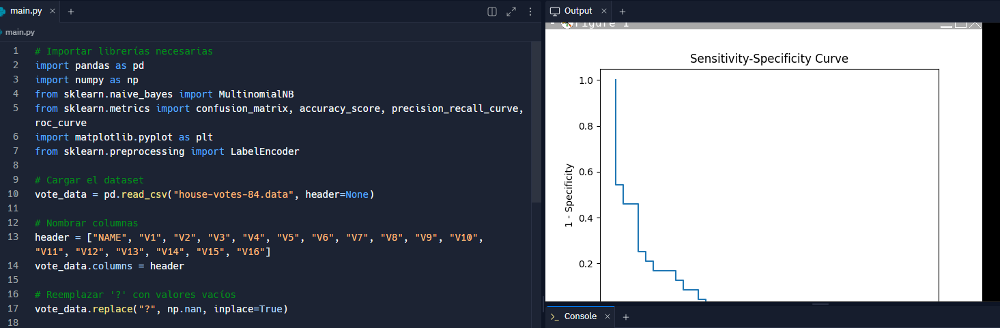 main.py
main.py
1 # Importar librerías necesarias
2 import pandas as pd
3 import numpy as np
4 from sklearn.naive_bayes import MultinomialNB
5 from sklearn.metrics import confusion_matrix, accuracy_score, precision_recall_curve,
roc_curve
6 import matplotlib.pyplot as plt
7 from sklearn.preprocessing import LabelEncoder
8
9 # Cargar el dataset
10 vote_data = pd.read_csv("house-votes-84.data", header=None)
11
12 # Nombrar columnas
13 header = ["NAME", "V1", "V2", "V3", "V4", "V5", "V6", "V7", "V8", "V9", "V10",
"V11", "V12", "V13", "V14", "V15", "V16"]
14 vote_data.columns = header
15
16 # Reemplazar '?' con valores vacíos
17 vote_data.replace("?", np.nan, inplace=True)
18
Output
Figure 1
Sensitivity-Specificity Curve
1.0
0.8
0.6
0.4
0.2
1 - Specificity
Console